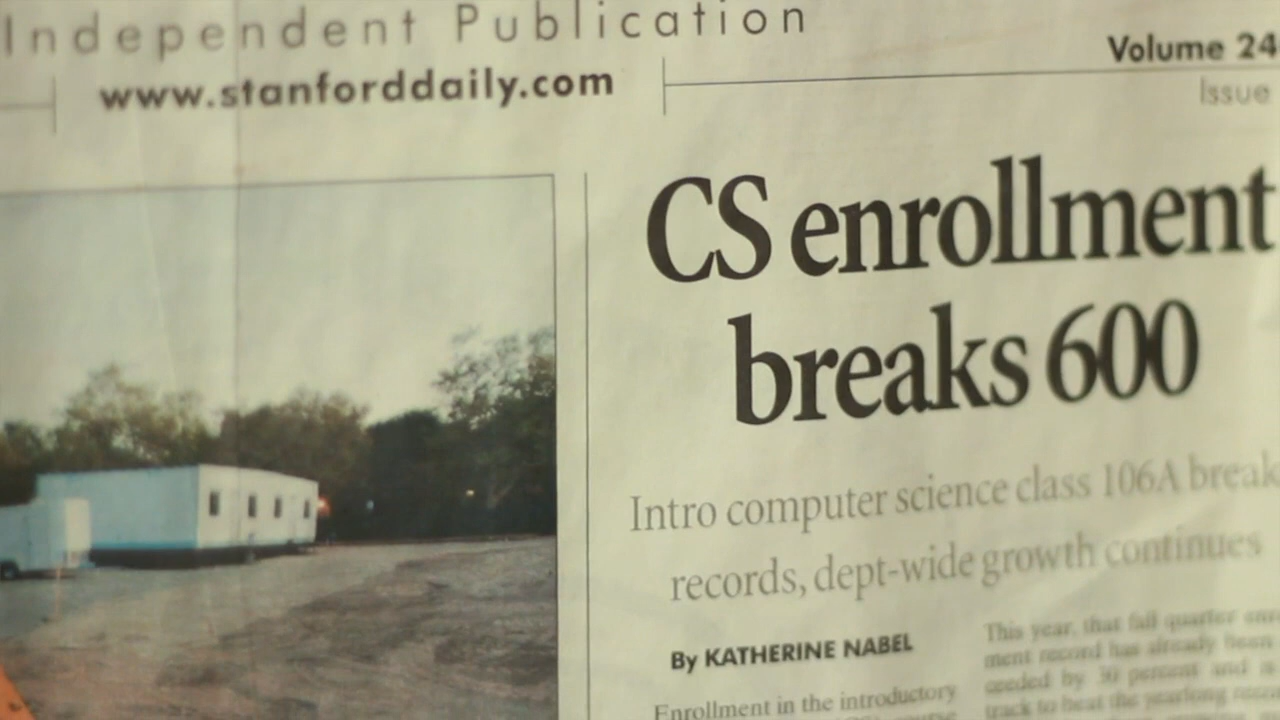 Independent Publication
www.stanforddaily.com
Volume 24
Issue
CS enrollment
breaks 600
Intro computer science class 106A break
records, dept-wide growth continues
By KATHERINE NABEL
Enrollment in the introductory
course
This year, that fall quarter
ment record has already been
ceeded by 30 percent and is
track to beat the yearlong